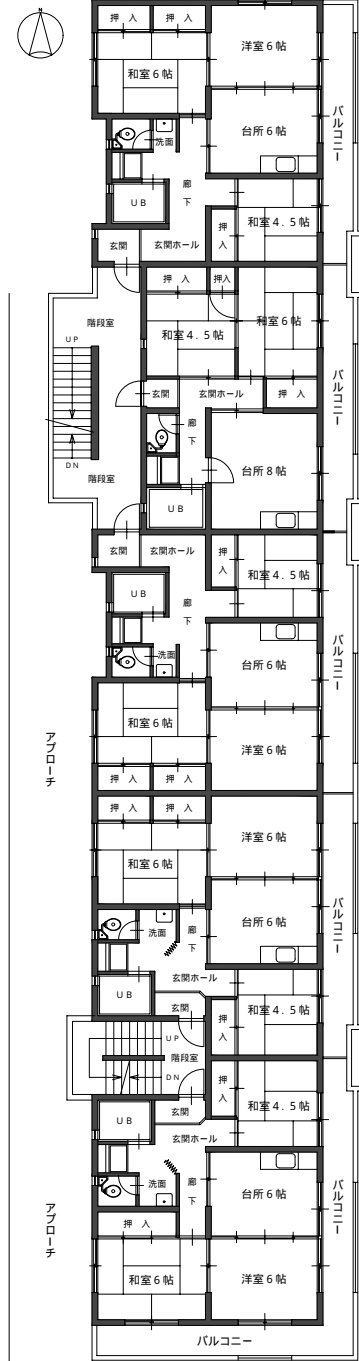 N
押 入 押 入
洋室6帖
和室6帖
バルコニー
台所6帖
洗面
廊下
UB
和室4.5帖
押入
玄関 玄関ホール
押 入 押入
階段室
和室4.5帖 和室6帖
UP
バルコニー
玄関 玄関ホール 押 入
廊下
DN
階段室
台所8帖
UB
玄関 玄関ホール 押入
和室4.5帖
UB
廊下
バルコニー
洗面
台所6帖
和室6帖
アプローチ
洋室6帖
押 入 押 入
押 入 押 入
洋室6帖
和室6帖
バルコニー
台所6帖
洗面 廊下
玄関ホール
UB
玄関
和室4.5帖
押入
UP
階段室
DN
押入
和室4.5帖
玄関
UB
玄関ホール
洗面 廊下
台所6帖
バルコニー
アプローチ
押 入
和室6帖 洋室6帖
バルコニー